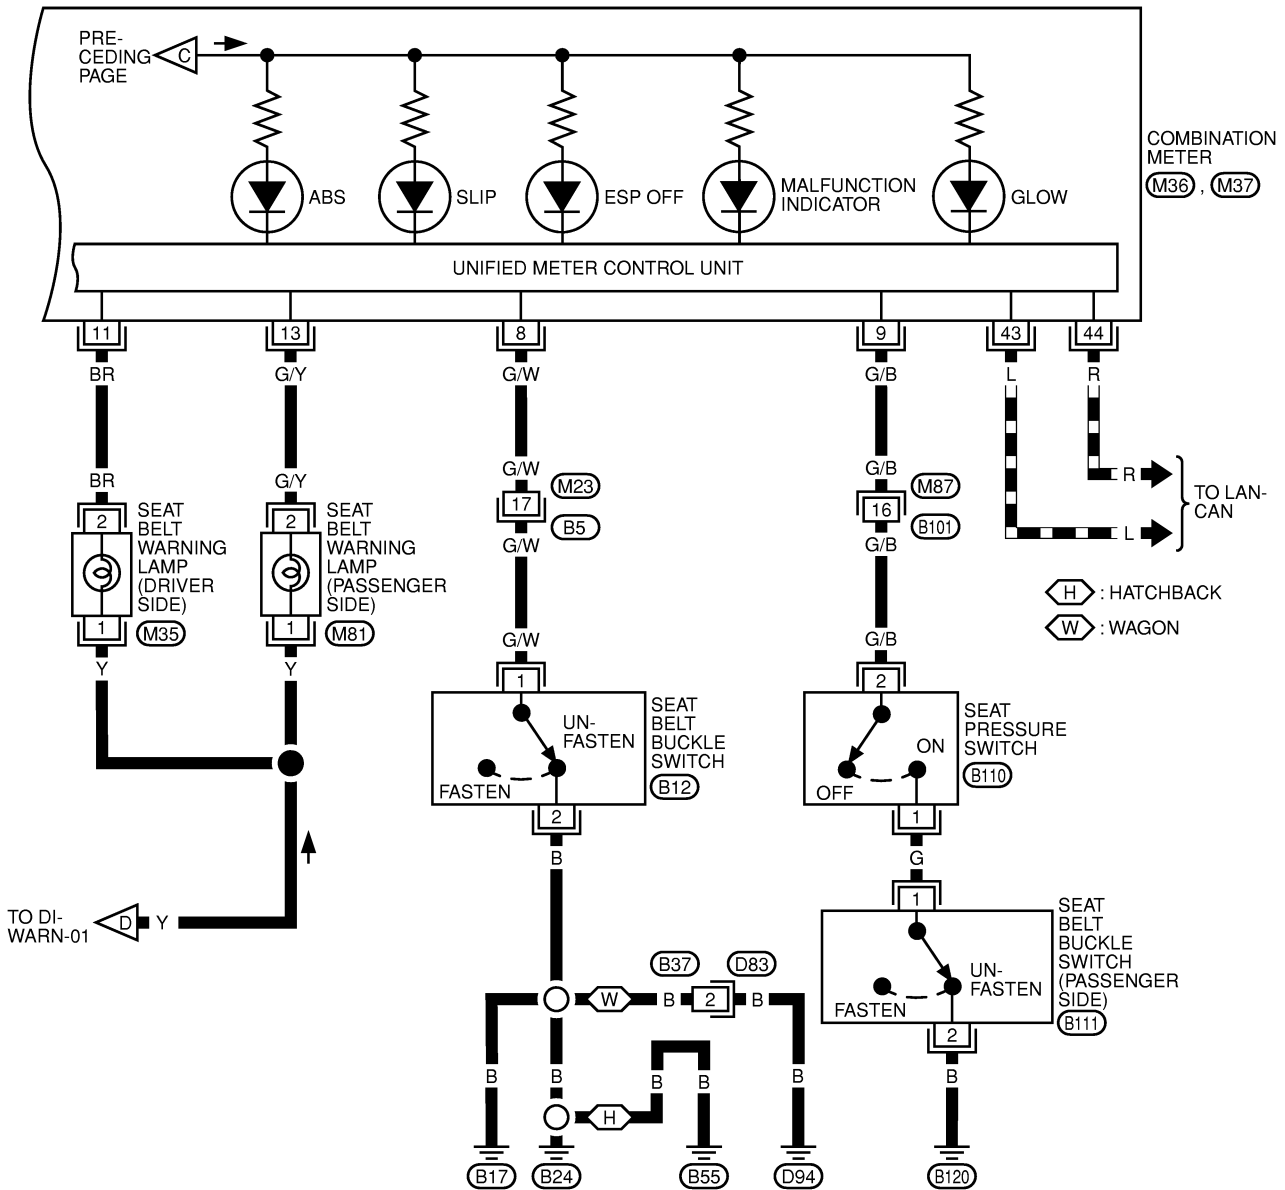 PRE-
CEDING
PAGE
C
ABS
SLIP
ESP OFF
MALFUNCTION
INDICATOR
GLOW
COMBINATION
METER
M36 , M37
UNIFIED METER CONTROL UNIT
11
13
8
9
43
44
BR
G/Y
G/W
G/B
L
R
BR
G/Y
G/W
G/B
R
TO LAN-
CAN
L
17
M23
B5
16
M87
B101
G/W
G/B
2
SEAT
BELT
WARNING
LAMP
(DRIVER
SIDE)
1
M35
2
SEAT
BELT
WARNING
LAMP
(PASSENGER
SIDE)
1
M81
H : HATCHBACK
W : WAGON
Y
Y
G/W
G/B
1
UN-
FASTEN
FASTEN
SEAT
BELT
BUCKLE
SWITCH
B12
2
2
ON
OFF
SEAT
PRESSURE
SWITCH
B110
1
B
G
1
UN-
FASTEN
FASTEN
SEAT
BELT
BUCKLE
SWITCH
(PASSENGER
SIDE)
B111
2
TO DI-
WARN-01
D
Y
B37
D83
W
B
2
B
B
B
B
B
B
B
H
B17
B24
B55
D94
B120